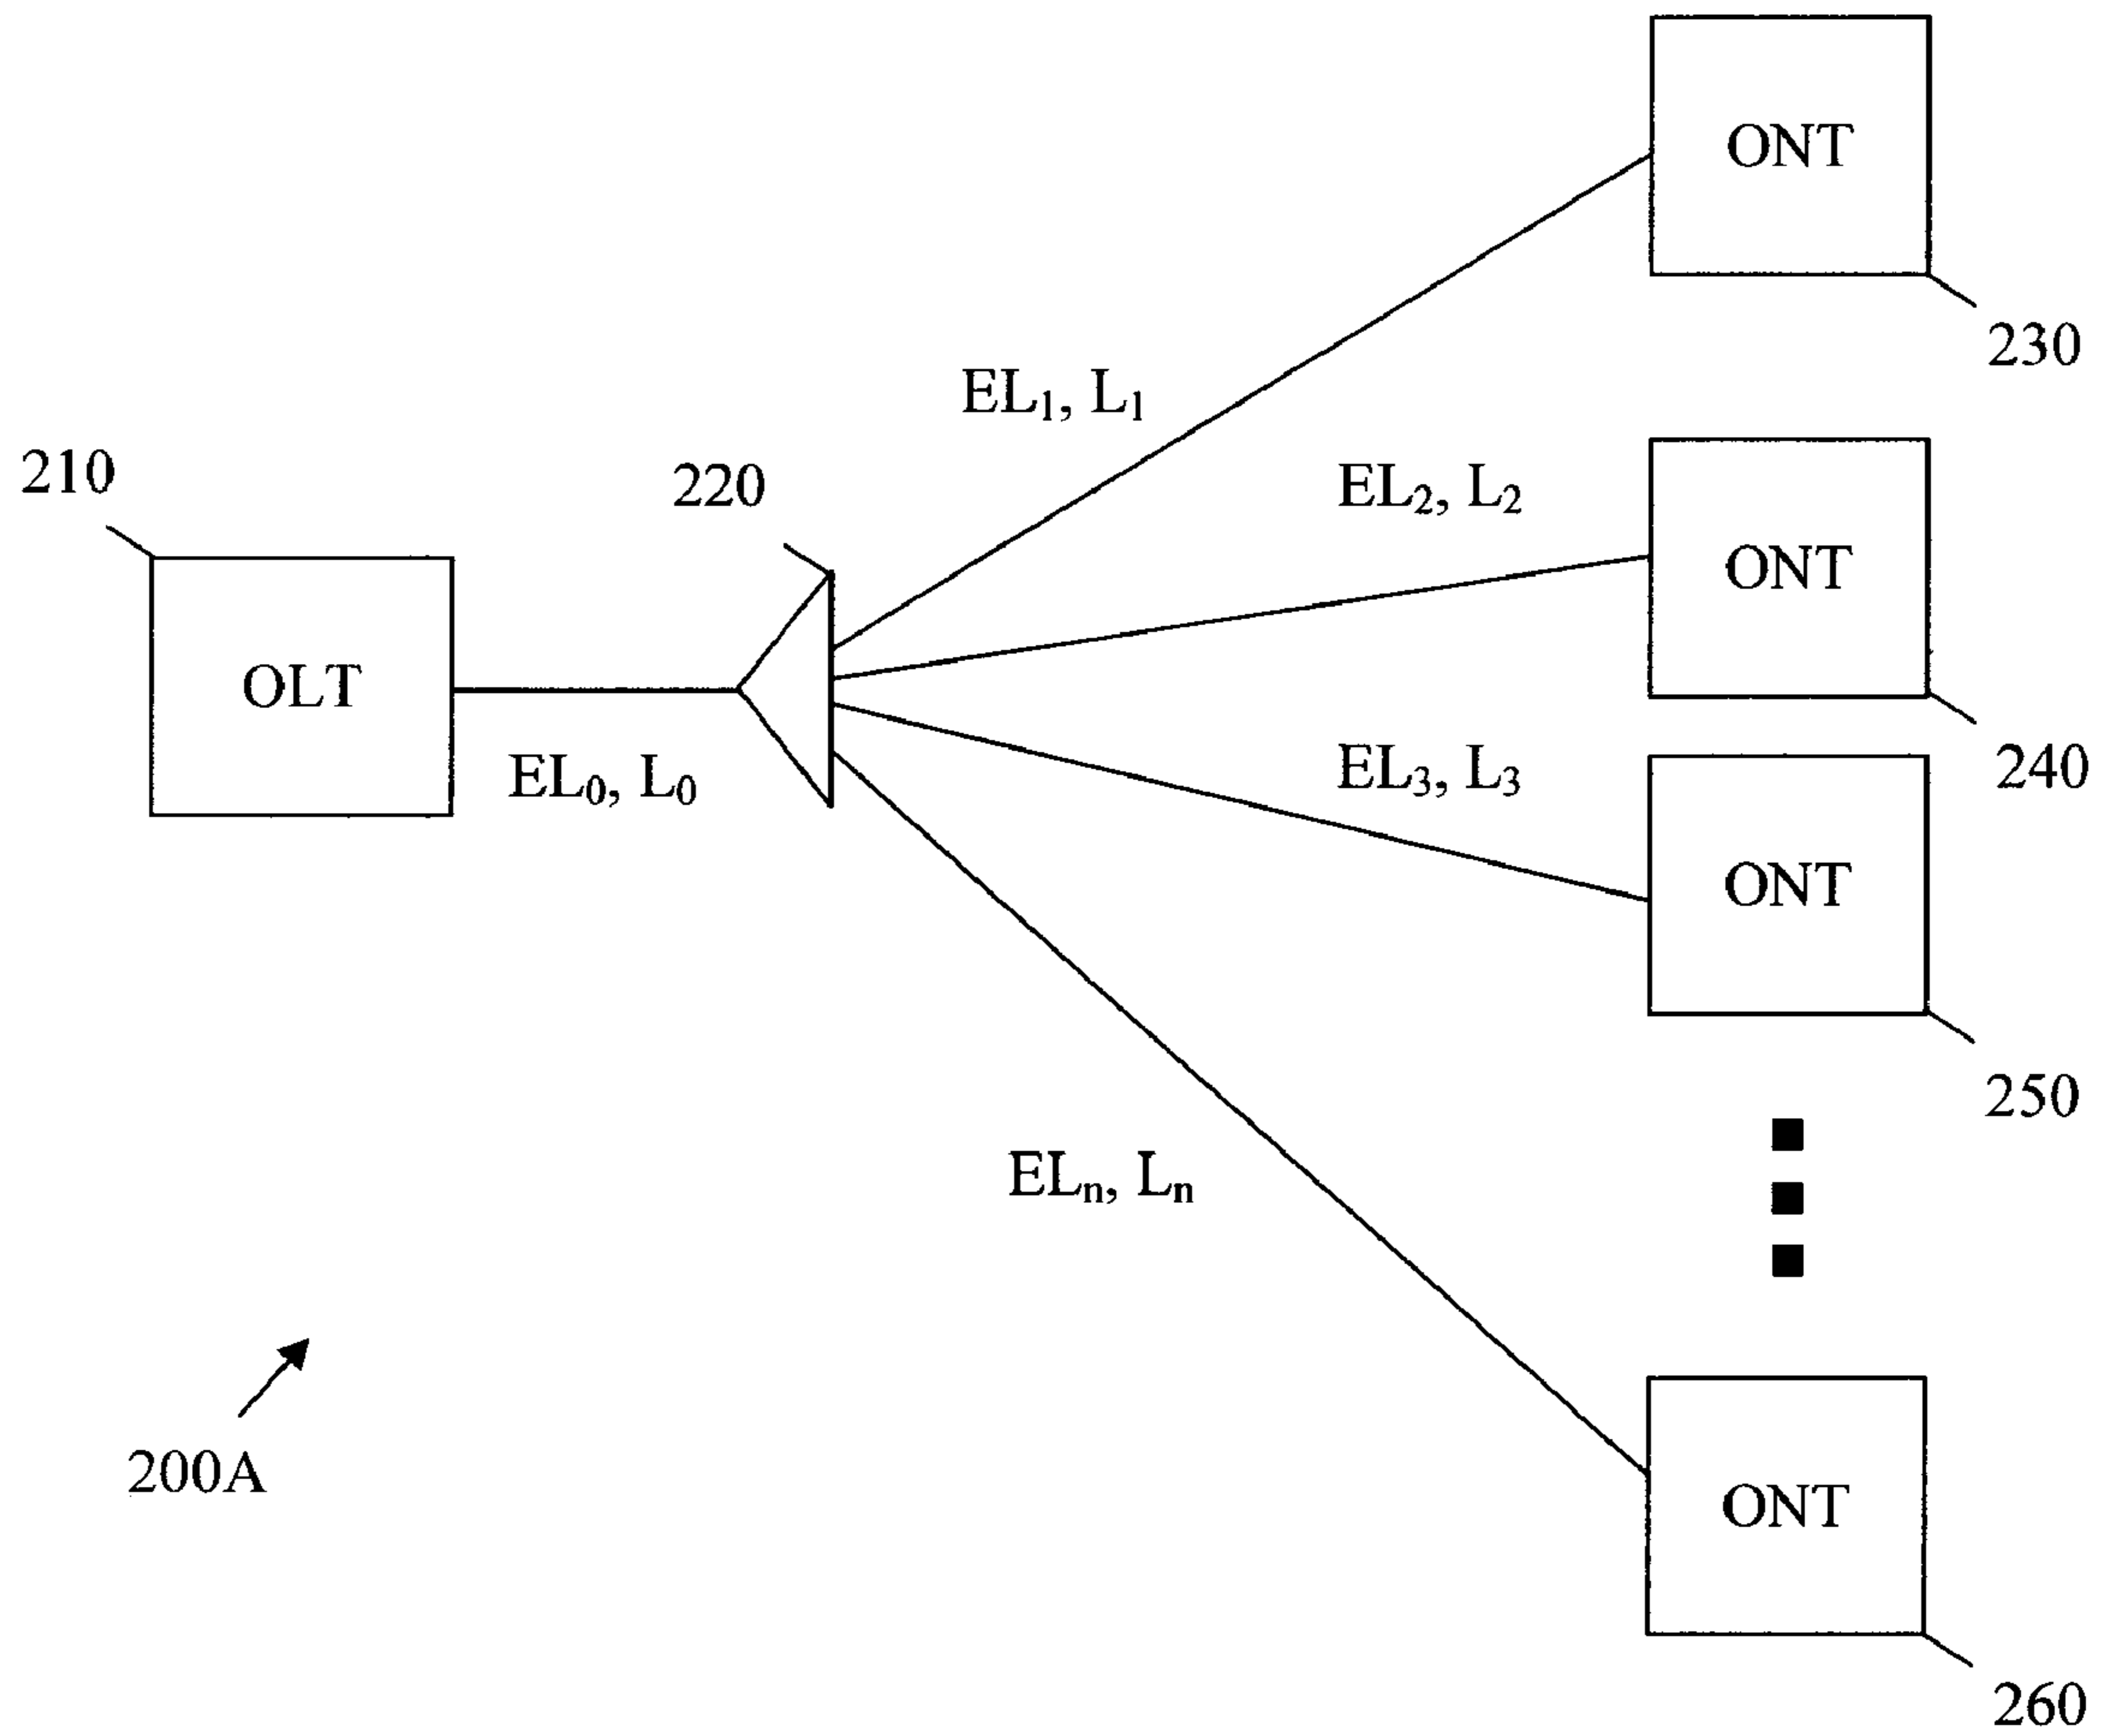 ONT
230
EL₁, L₁
210
220
EL₂, L₂
ONT
240
OLT
EL₀, L₀
EL₃, L₃
ONT
250
ELₙ, Lₙ
200A
ONT
260